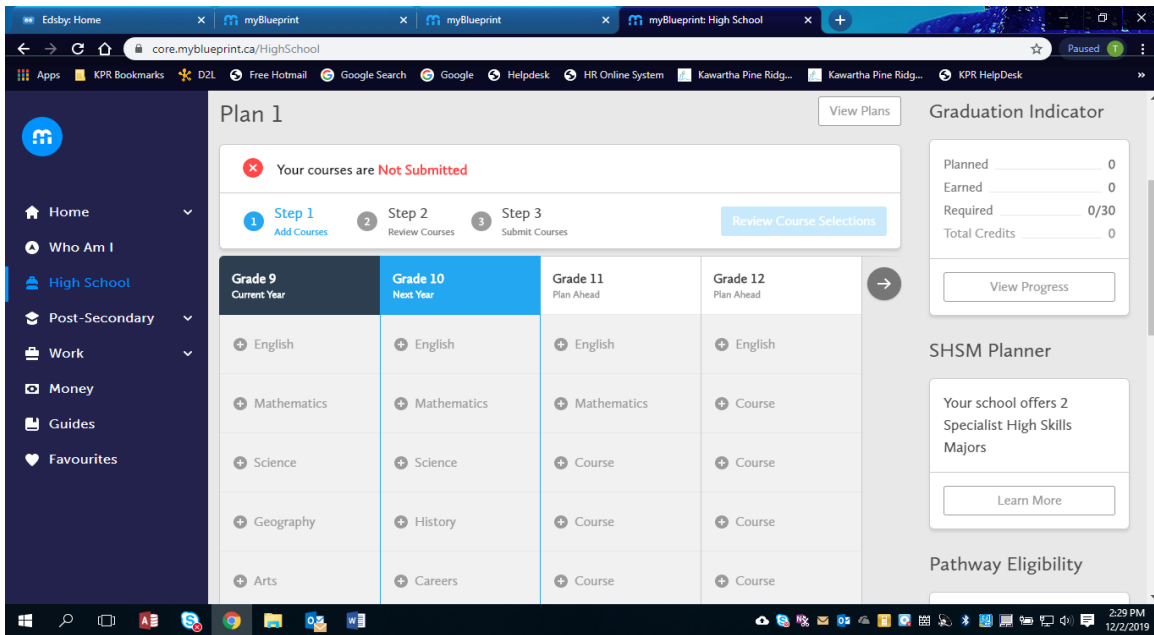 Edsby: Home
myBlueprint
myBlueprint
myBlueprint: High School
core.myblueprint.ca/HighSchool
Paused T
Apps KPR Bookmarks D2L Free Hotmail Google Search Google Helpdesk HR Online System Kawartha Pine Ridg... Kawartha Pine Ridg... KPR HelpDesk »
m
Home
Who Am I
High School
Post-Secondary
Work
Money
Guides
Favourites
Plan 1
View Plans
Your courses are Not Submitted
1 Step 1 2 Step 2 3 Step 3
Add Courses Review Courses Submit Courses
Review Course Selections
Grade 9 Grade 10 Grade 11 Grade 12
Current Year Next Year Plan Ahead Plan Ahead
English English English English
Mathematics Mathematics Mathematics Course
Science Science Course Course
Geography History Course Course
Arts Careers Course Course
Graduation Indicator
Planned 0
Earned 0
Required 0/30
Total Credits 0
View Progress
SHSM Planner
Your school offers 2
Specialist High Skills
Majors
Learn More
Pathway Eligibility
2:29 PM
12/2/2019